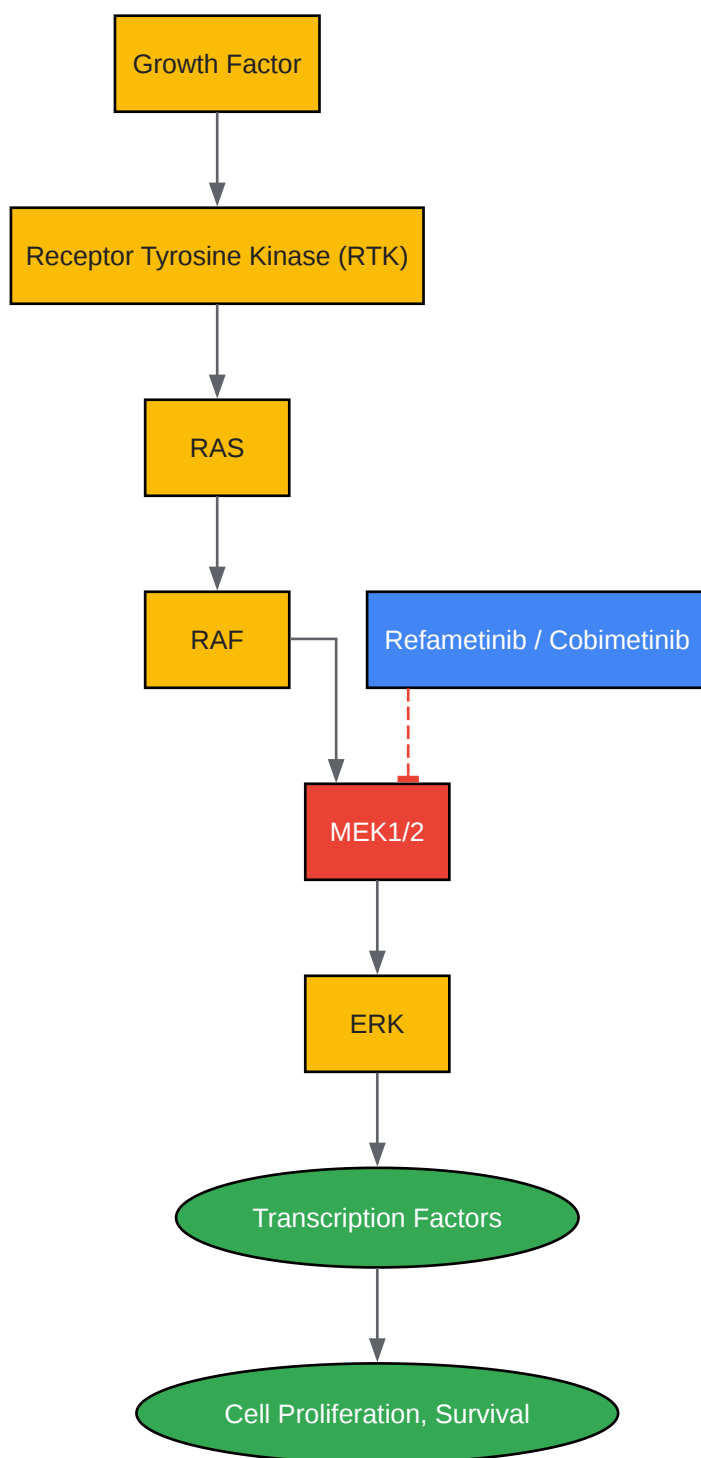 Growth Factor
Receptor Tyrosine Kinase (RTK)
RAS
RAF
Refametinib / Cobimetinib
MEK1/2
ERK
Transcription Factors
Cell Proliferation, Survival